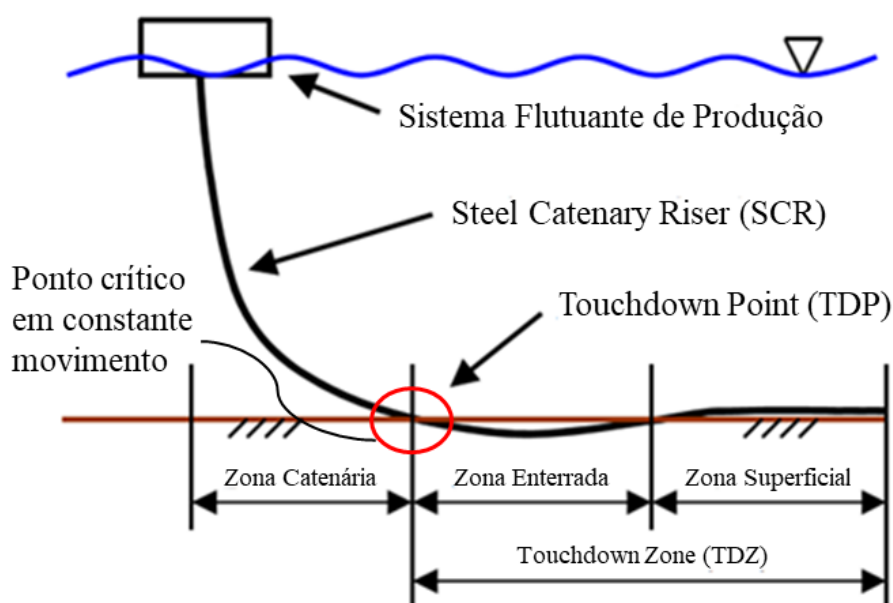 Sistema Flutuante de Produção
Steel Catenary Riser (SCR)
Ponto crítico
em constante
movimento
Touchdown Point (TDP)
Zona Catenária
Zona Enterrada
Zona Superficial
Touchdown Zone (TDZ)